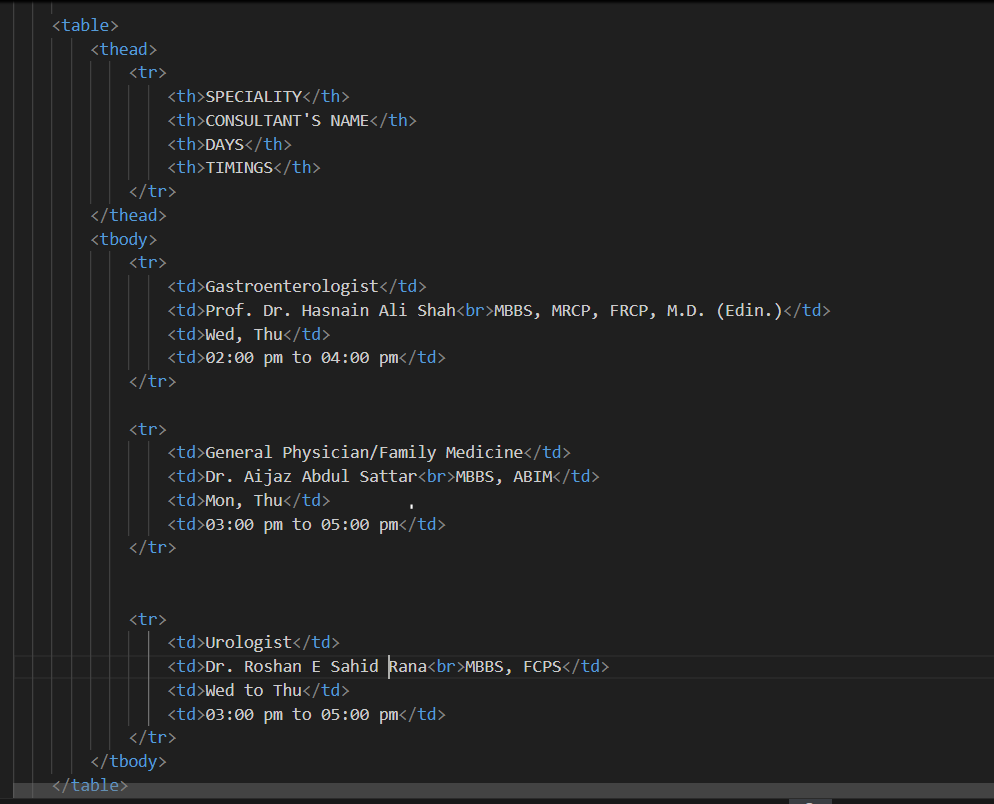 <table>
<thead>
<tr>
<th>SPECIALITY</th>
<th>CONSULTANT'S NAME</th>
<th>DAYS</th>
<th>TIMINGS</th>
</tr>
</thead>
<tbody>
<tr>
<td>Gastroenterologist</td>
<td>Prof. Dr. Hasnain Ali Shah<br>MBBS, MRCP, FRCP, M.D. (Edin.)</td>
<td>Wed, Thu</td>
<td>02:00 pm to 04:00 pm</td>
</tr>
<tr>
<td>General Physician/Family Medicine</td>
<td>Dr. Aijaz Abdul Sattar<br>MBBS, ABIM</td>
<td>Mon, Thu</td>
<td>03:00 pm to 05:00 pm</td>
</tr>
<tr>
<td>Urologist</td>
<td>Dr. Roshan E Sahid Rana<br>MBBS, FCPS</td>
<td>Wed to Thu</td>
<td>03:00 pm to 05:00 pm</td>
</tr>
</tbody>
</table>